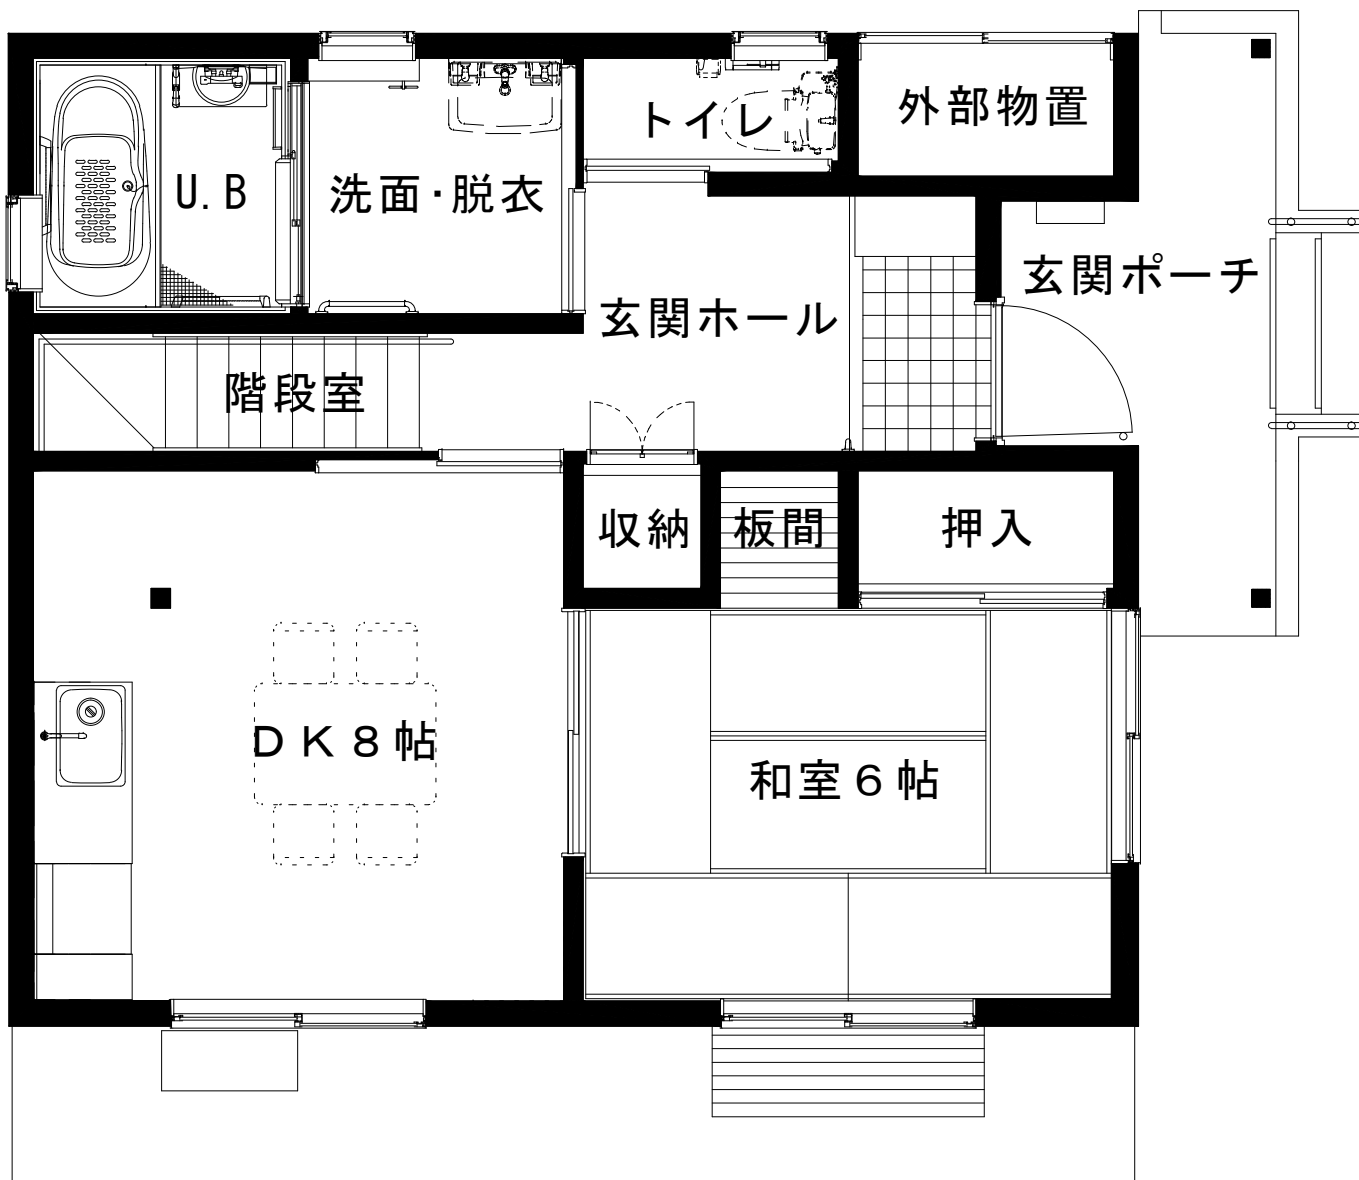 外部物置
トイレ
U.B
洗面・脱衣
玄関ポーチ
玄関ホール
階段室
収納
板間
押入
ＤＫ８帖
和室６帖